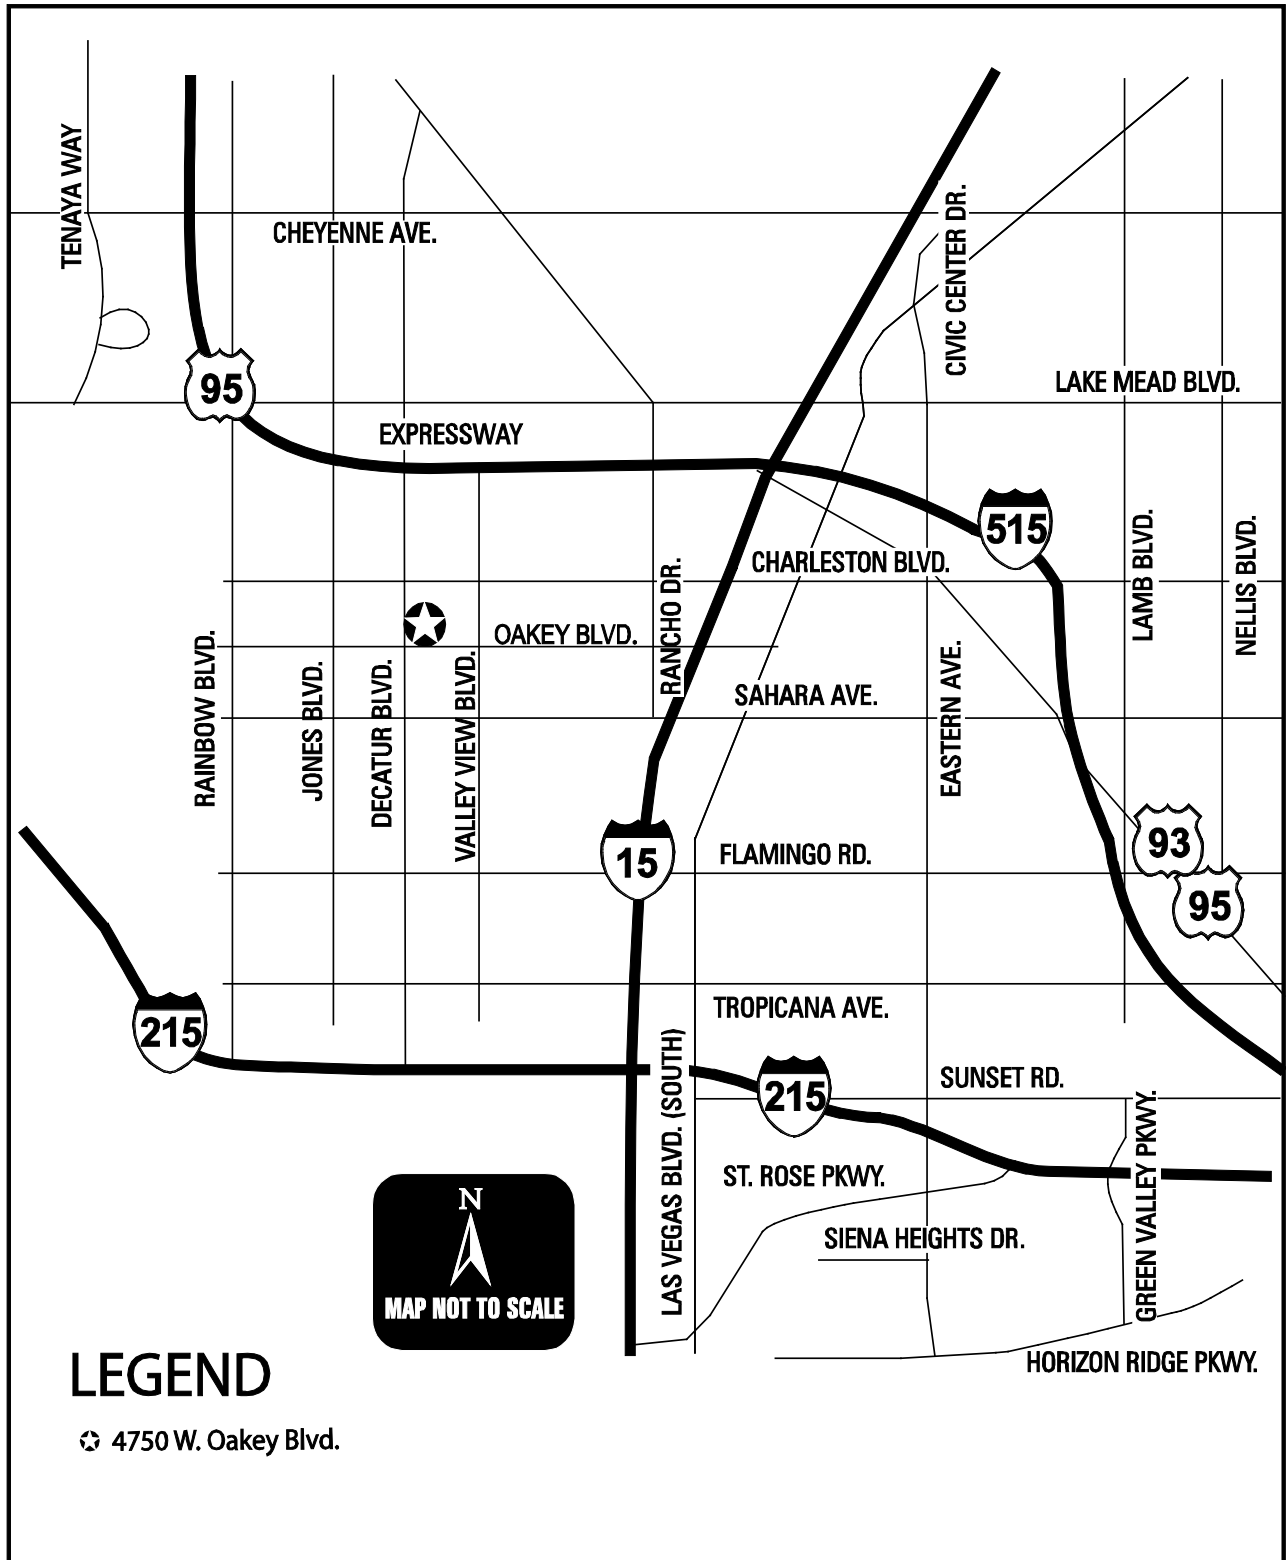 TENAYA WAY
CHEYENNE AVE.
CIVIC CENTER DR.
95
LAKE MEAD BLVD.
EXPRESSWAY
515
CHARLESTON BLVD.
LAMB BLVD.
NELLIS BLVD.
RANCHO DR.
OAKEY BLVD.
RAINBOW BLVD.
JONES BLVD.
DECATUR BLVD.
VALLEY VIEW BLVD.
SAHARA AVE.
EASTERN AVE.
15
FLAMINGO RD.
93
95
215
TROPICANA AVE.
LAS VEGAS BLVD. (SOUTH)
215
SUNSET RD.
GREEN VALLEY PKWY.
ST. ROSE PKWY.
SIENA HEIGHTS DR.
N
MAP NOT TO SCALE
HORIZON RIDGE PKWY.
LEGEND
4750 W. Oakey Blvd.